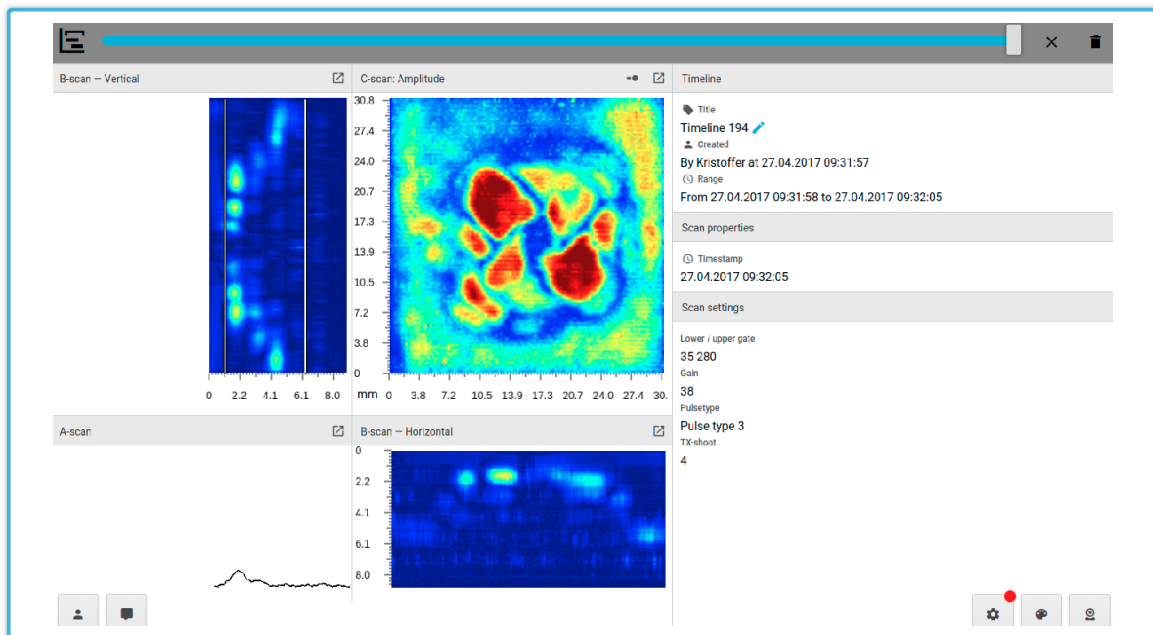 B-scan – Vertical
C-scan: Amplitude
Timeline
30.8
27.4
24.0
20.7
17.3
13.9
10.5
7.2
3.8
0
0 2.2 4.1 6.1 8.0
mm 0 3.8 7.2 10.5 13.9 17.3 20.7 24.0 27.4 30.
Title
Timeline 194
Created
By Kristoffer at 27.04.2017 09:31:57
Range
From 27.04.2017 09:31:58 to 27.04.2017 09:32:05
Scan properties
Timestamp
27.04.2017 09:32:05
Scan settings
Lower / upper gate
35 280
Gain
38
Pulsetype
Pulse type 3
TX-shoot
4
A-scan
B-scan – Horizontal
0
2.2
4.1
6.1
8.0